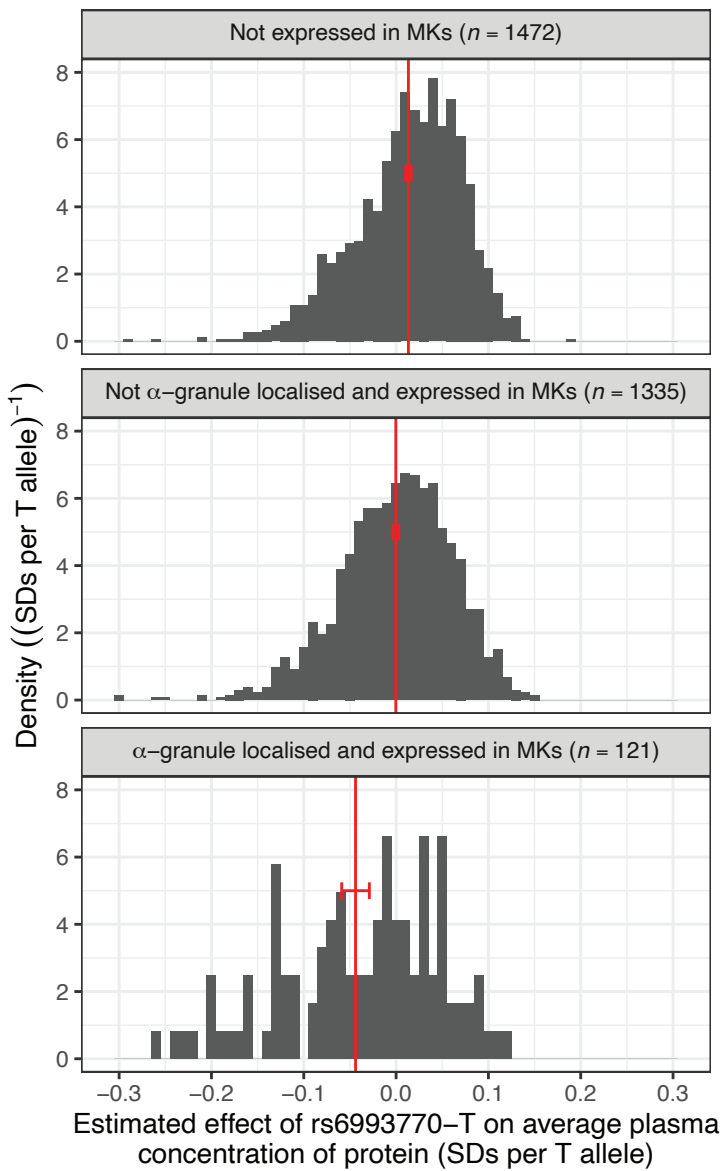 Not expressed in MKs (n = 1472)
8
6
4
2
0
Not α−granule localised and expressed in MKs (n = 1335)
8
6
4
2
0
α−granule localised and expressed in MKs (n = 121)
8
6
4
2
0
Density ((SDs per T allele)⁻¹)
−0.3 −0.2 −0.1 0.0 0.1 0.2 0.3
Estimated effect of rs6993770−T on average plasma
concentration of protein (SDs per T allele)